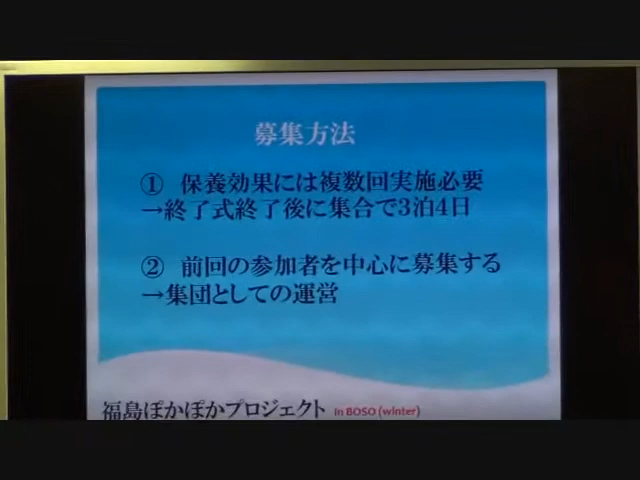 募集方法
① 保養効果には複数回実施必要
→終了式終了後に集合で3泊4日
② 前回の参加者を中心に募集する
→集団としての運営
福島ぽかぽかプロジェクト in BOSO (winter)